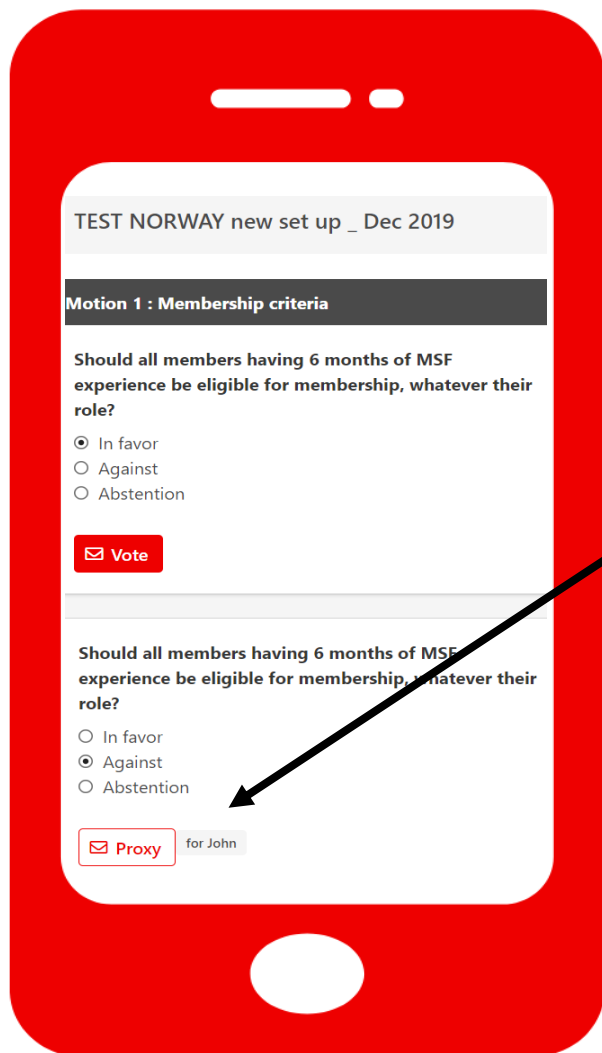 TEST NORWAY new set up _ Dec 2019
Motion 1 : Membership criteria
Should all members having 6 months of MSF
experience be eligible for membership, whatever their
role?
In favor
Against
Abstention
Vote
Should all members having 6 months of MSF
experience be eligible for membership, whatever their
role?
In favor
Against
Abstention
Proxy for John